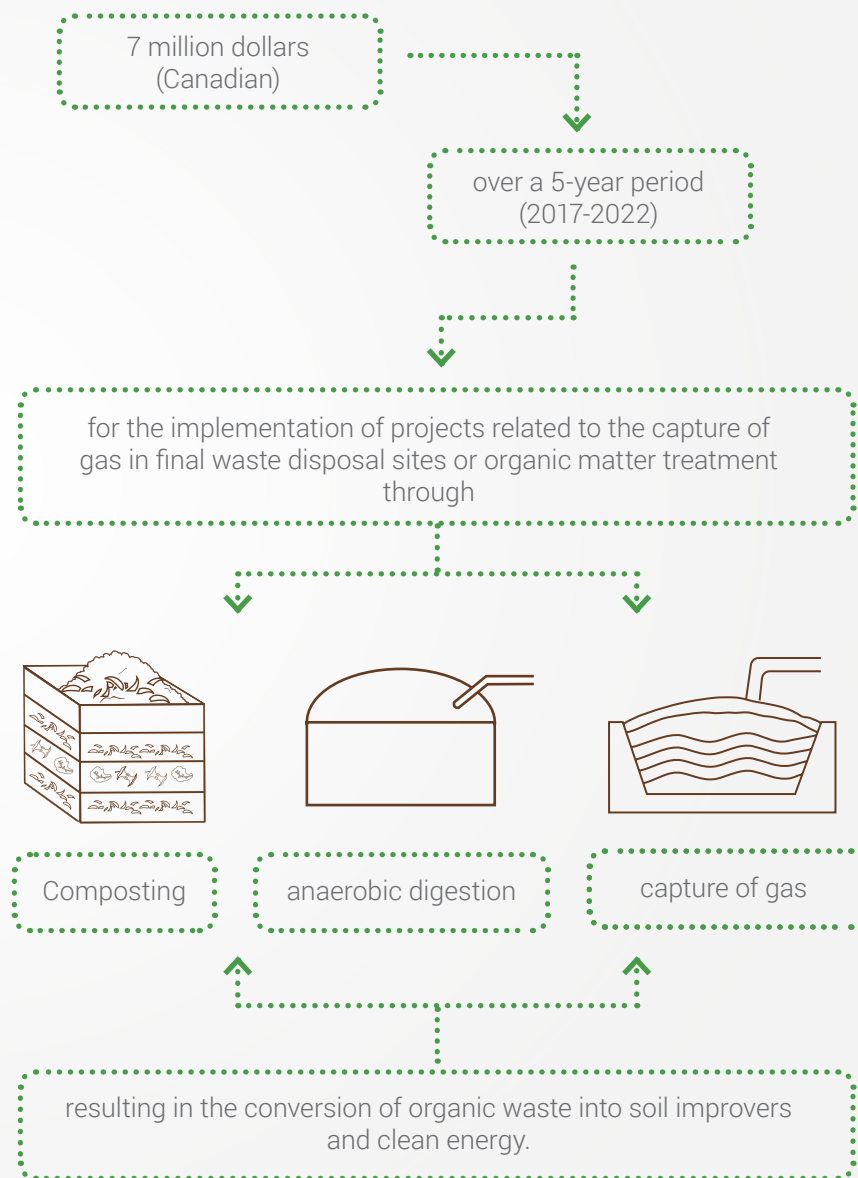 7 million dollars
(Canadian)
over a 5-year period
(2017-2022)
for the implementation of projects related to the capture of
gas in final waste disposal sites or organic matter treatment
through
Composting
anaerobic digestion
capture of gas
resulting in the conversion of organic waste into soil improvers
and clean energy.